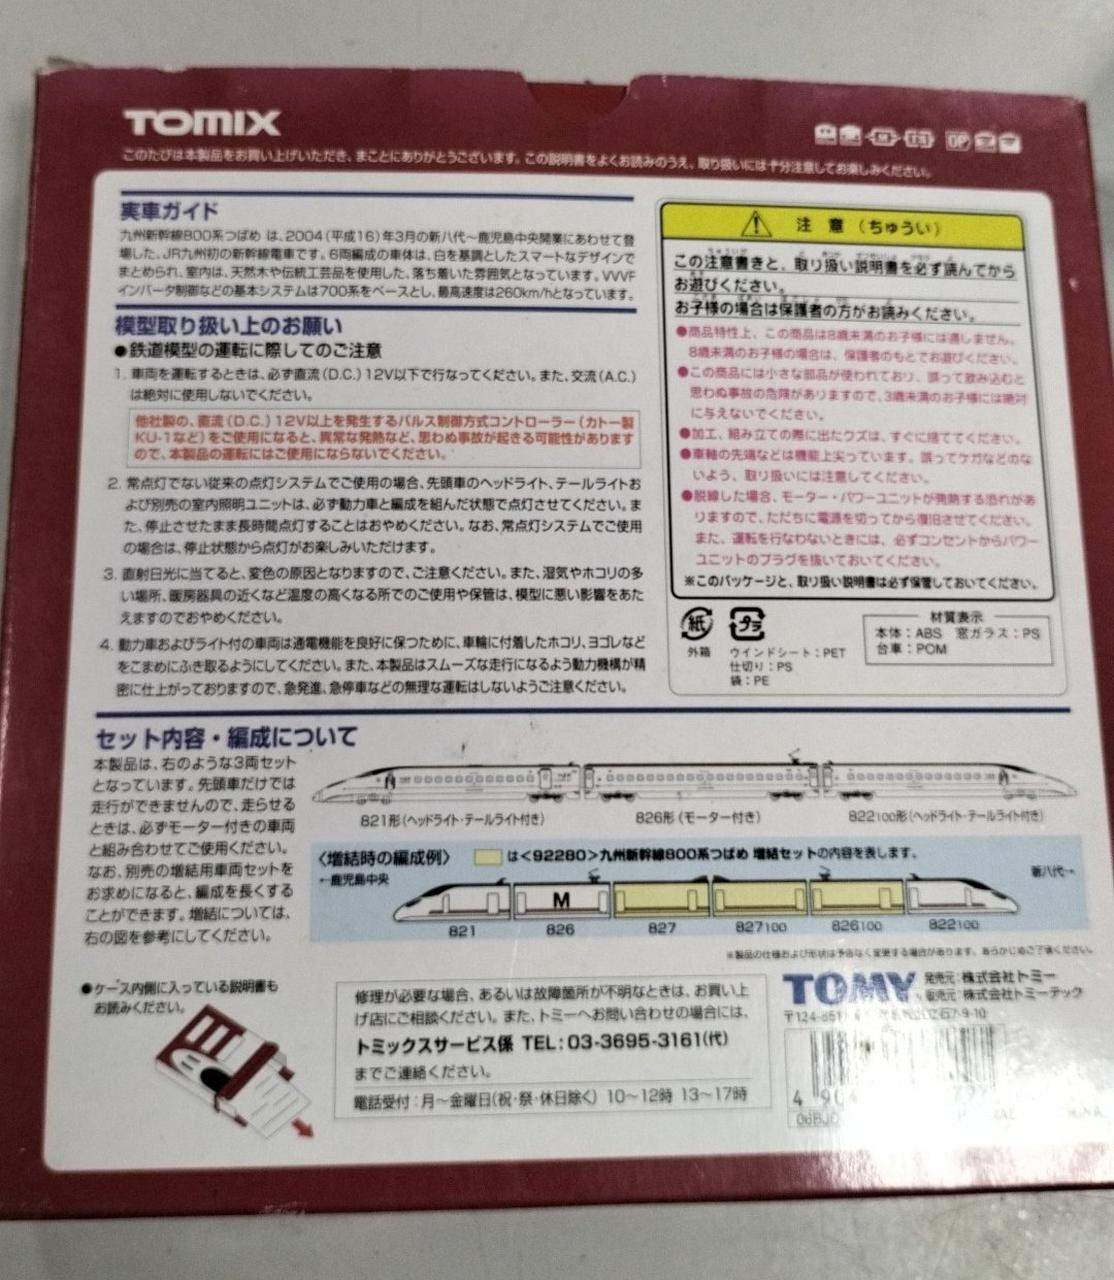 TOMIX
OP
このたびは本製品をお買い上げいただき、まことにありがとうございます。この説明書をよくお読みのうえ、取り扱いには十分注意してお楽しみください。
実車ガイド
九州新幹線800系つばめ は、2004(平成16)年3月の新八代〜鹿児島中央開業にあわせて登
場した、JR九州初の新幹線電車です。6両編成の車体は、白を基調としたスマートなデザインで
まとめられ、室内は、天然木や伝統工芸品を使用した、落ち着いた雰囲気となっています。VVVF
インバータ制御などの基本システムは700系をベースとし、最高速度は260km/hとなっています。
模型取り扱い上のお願い
●鉄道模型の運転に際してのご注意
1. 車両を運転するときは、必ず直流(D.C.)12V以下で行なってください。また、交流(A.C.)
は絶対に使用しないでください。
他社製の、直流(D.C.)12V以上を発生するパルス制御方式コントローラー(カトー製
KU-1など)をご使用になると、異常な発熱など、思わぬ事故が起きる可能性があります
ので、本製品の運転にはご使用にならないでください。
2. 常点灯でない従来の点灯システムでご使用の場合、先頭車のヘッドライト、テールライトお
よび別売の室内照明ユニットは、必ず動力車と編成を組んだ状態で点灯させてください。ま
た、停止させたまま長時間点灯することはおやめください。なお、常点灯システムでご使用
の場合は、停止状態から点灯がお楽しみいただけます。
3. 直射日光に当てると、変色の原因となりますので、ご注意ください。また、湿気やホコリの多
い場所、暖房器具の近くなど温度の高くなる所でのご使用や保管は、模型に悪い影響をあた
えますのでおやめください。
4. 動力車およびライト付の車両は通電機能を良好に保つために、車輪に付着したホコリ、ヨゴレなど
をこまめにふき取るようにしてください。また、本製品はスムーズな走行になるよう動力機構が精
密に仕上がっておりますので、急発進、急停車などの無理な運転はしないようご注意ください。
注 意 (ちゅうい)
この注意書きと、取り扱い説明書を必ず読んでから
お遊びください。
お子様の場合は保護者の方がお読みください。
●商品特性上、この商品は8歳未満のお子様には適しません。
8歳未満のお子様の場合は、保護者のもとでお遊びください。
●この商品には小さな部品が使われており、誤って飲み込むと
思わぬ事故の危険がありますので、3歳未満のお子様には絶対
に与えないでください。
●加工、組み立ての際に出たクズは、すぐに捨ててください。
●車軸の先端などは機能上尖っています。誤ってケガなどのな
いよう、取り扱いには注意してください。
●脱線した場合、モーター・パワーユニットが発熱する恐れがあ
りますので、ただちに電源を切ってから復旧させてください。
また、運転を行なわないときには、必ずコンセントからパワー
ユニットのプラグを抜いておいてください。
※このパッケージと、取り扱い説明書は必ず保管しておいてください。
紙
外箱
プラ
ウインドシート:PET
仕切り:PS
袋:PE
材質表示
本体:ABS 窓ガラス:PS
台車:POM
セット内容・編成について
本製品は、右のような3両セット
となっています。先頭車だけでは
走行ができませんので、走らせる
ときは、必ずモーター付きの車両
と組み合わせてご使用ください。
なお、別売の増結用車両セットを
お求めになると、編成を長くする
ことができます。増結については、
右の図を参考にしてください。
821形(ヘッドライト・テールライト付き)
826形(モーター付き)
822100形(ヘッドライト・テールライト付き)
〈増結時の編成例〉 は<92280>九州新幹線800系つばめ 増結セットの内容を表します。
←鹿児島中央
新八代→
M
821 826 827 827100 826100 822100
※製品の仕様および形状は予告なく変更する場合があります。あらかじめご了承ください。
●ケース内側に入っている説明書も
お読みください。
修理が必要な場合、あるいは故障箇所が不明なときは、お買い上
げ店にご相談ください。また、トミーへお問い合わせの場合には、
トミックスサービス係 TEL:03-3695-3161(代)
までご連絡ください。
電話受付:月〜金曜日(祝・祭・休日除く) 10〜12時 13〜17時
TOMY
発売元:株式会社トミー
販売元:株式会社トミーテック
立石7-9-10
4 904